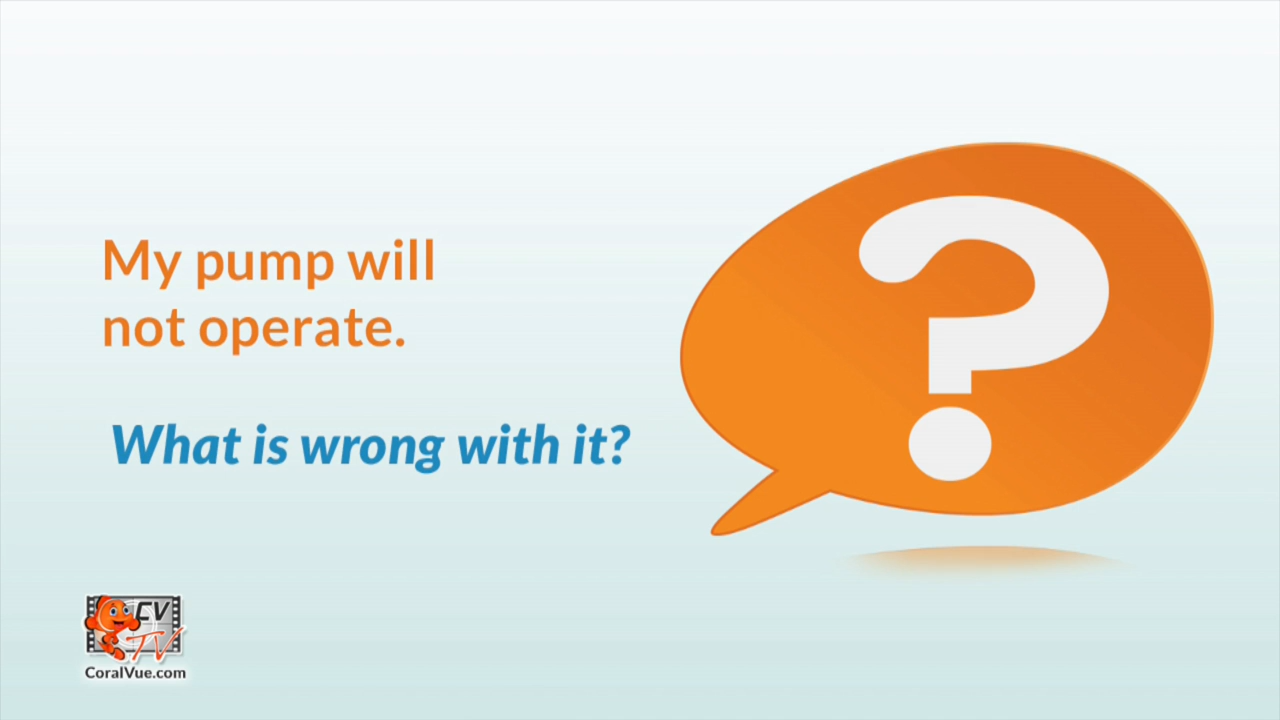 My pump will
not operate.
What is wrong with it?
?
CV
TV
CoralVue.com